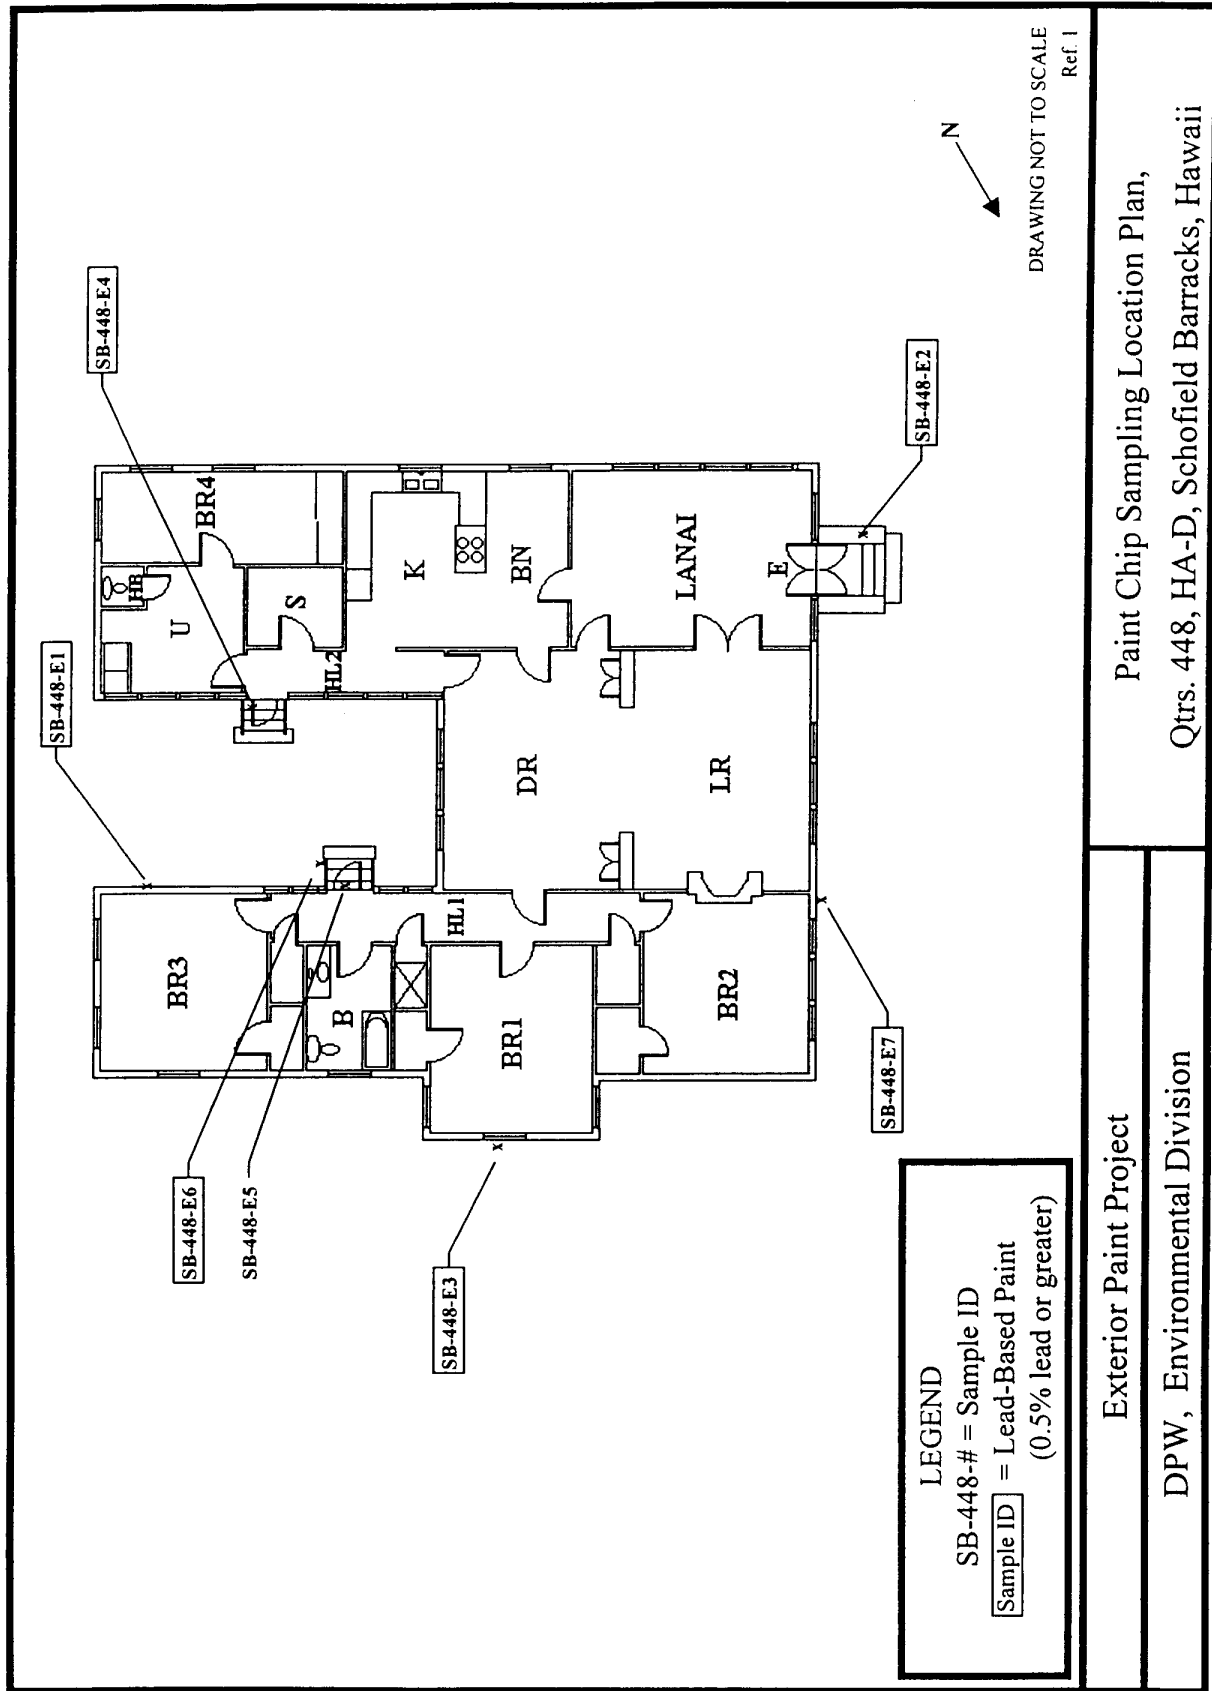 SB-448-E1
SB-448-E4
SB-448-E6
SB-448-E5
SB-448-E3
SB-448-E7
SB-448-E2
BR3
B
BR1
BR2
HL1
DR
LR
HL2
U
HB
S
BR4
K
BN
LANAI
E
N
DRAWING NOT TO SCALE
Ref. 1
LEGEND
SB-448-# = Sample ID
Sample ID = Lead-Based Paint
(0.5% lead or greater)
Exterior Paint Project
DPW, Environmental Division
Paint Chip Sampling Location Plan,
Qtrs. 448, HA-D, Schofield Barracks, Hawaii